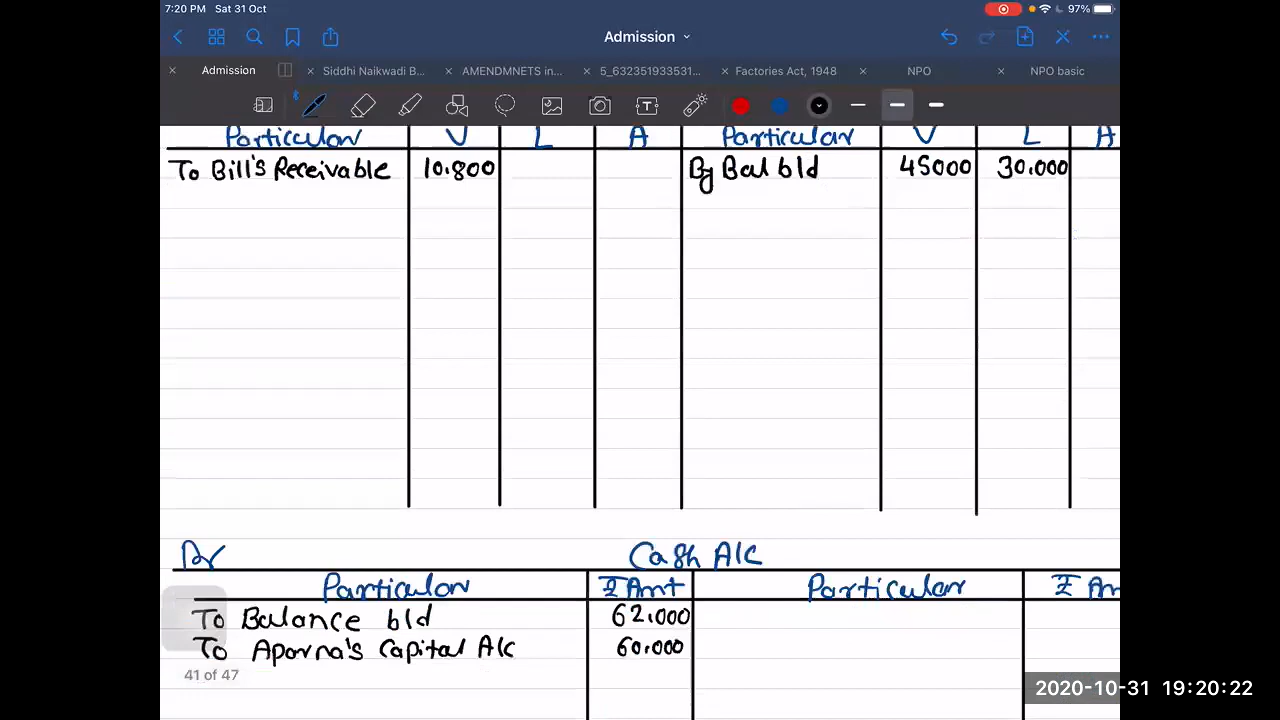 7:20 PM Sat 31 Oct 97%
Admission
Admission Siddhi Naikwadi B... AMENDMNETS in... 5_632351933531... Factories Act, 1948 NPO NPO basic
Particular V L A Particular V L A
To Bill's Receivable 10.800 By Bal b/d 45000 30.000
Dr Cash A/c
Particular ₹ Amt Particular ₹ Am
To Balance b/d 62.000
To Aparna's Capital A/c 60.000
41 of 47
2020-10-31 19:20:22